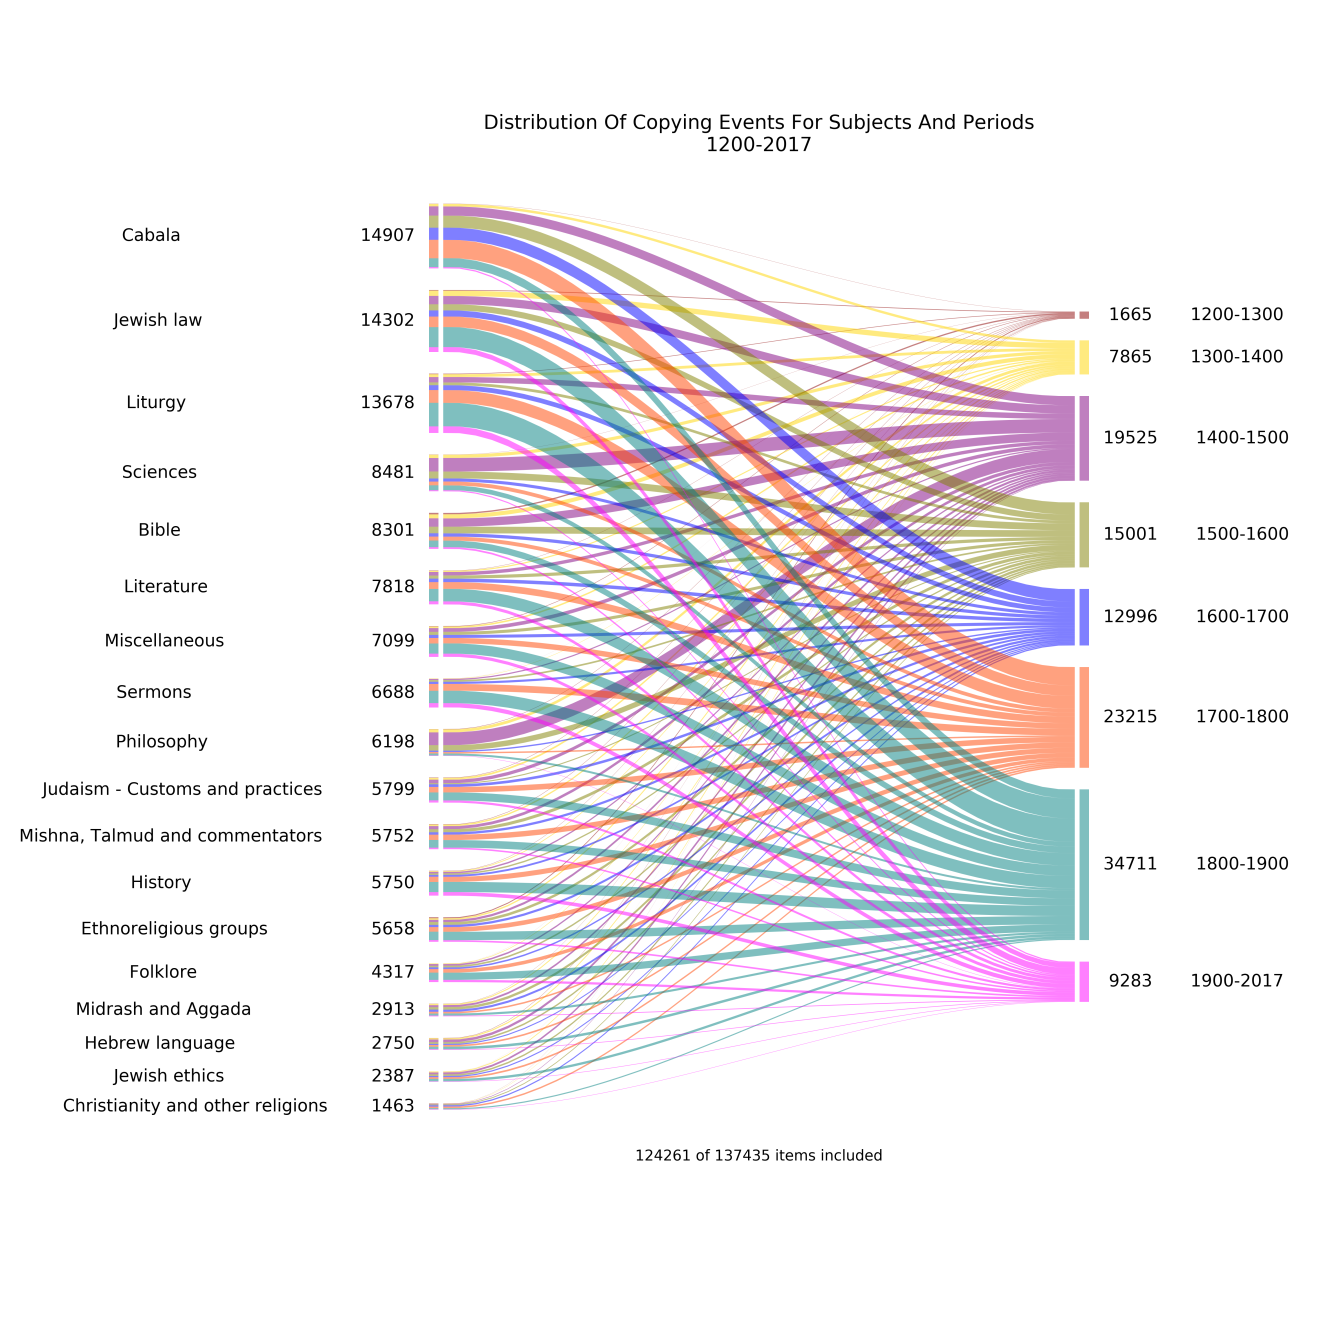 Distribution Of Copying Events For Subjects And Periods
1200-2017
Cabala 14907
Jewish law 14302
Liturgy 13678
Sciences 8481
Bible 8301
Literature 7818
Miscellaneous 7099
Sermons 6688
Philosophy 6198
Judaism - Customs and practices 5799
Mishna, Talmud and commentators 5752
History 5750
Ethnoreligious groups 5658
Folklore 4317
Midrash and Aggada 2913
Hebrew language 2750
Jewish ethics 2387
Christianity and other religions 1463
1665 1200-1300
7865 1300-1400
19525 1400-1500
15001 1500-1600
12996 1600-1700
23215 1700-1800
34711 1800-1900
9283 1900-2017
124261 of 137435 items included